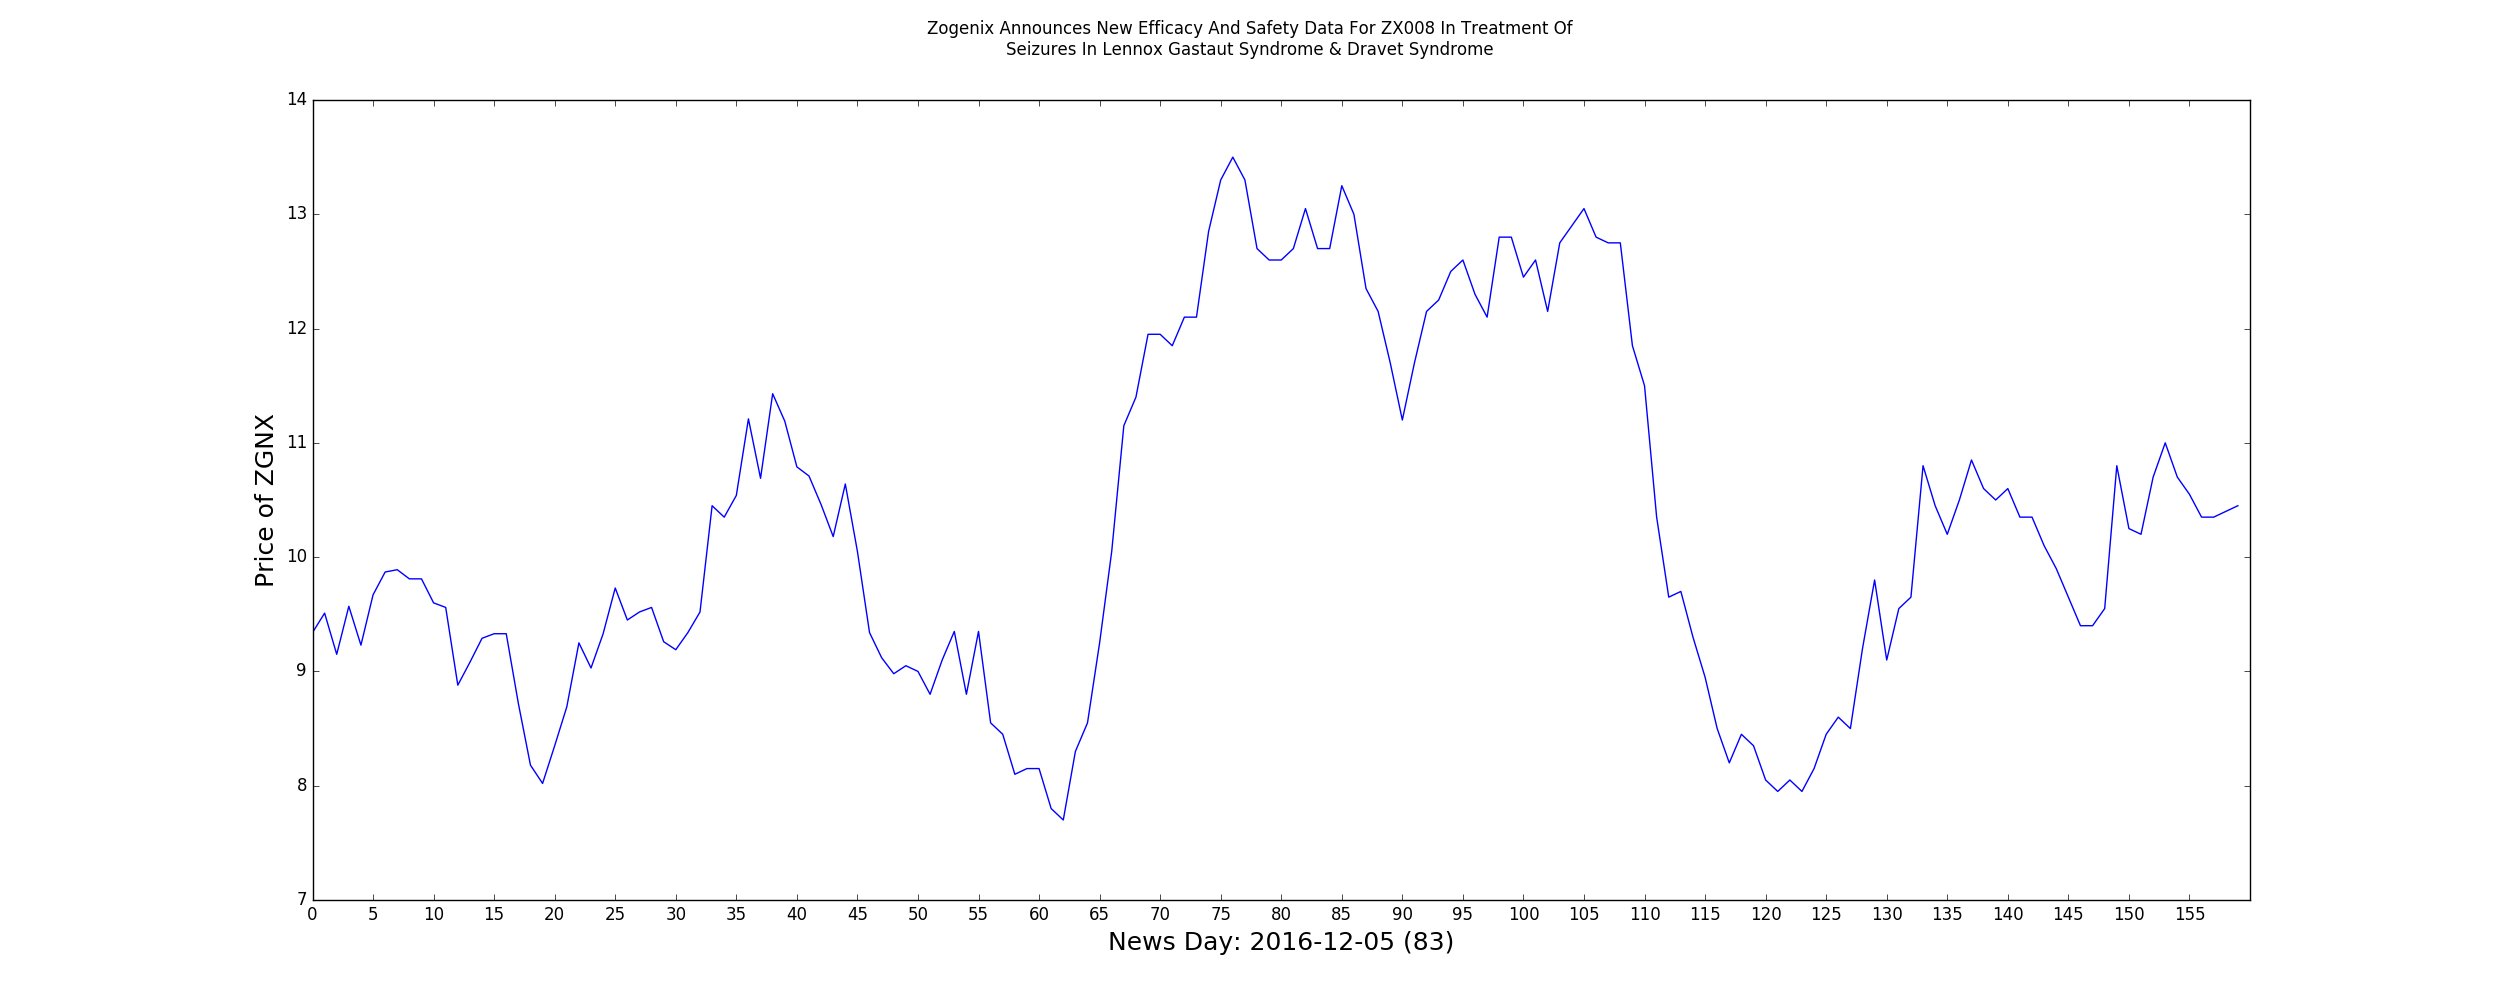 Zogenix Announces New Efficacy And Safety Data For ZX008 In Treatment Of
Seizures In Lennox Gastaut Syndrome & Dravet Syndrome
Price of ZGNX
14
13
12
11
10
9
8
7
0 5 10 15 20 25 30 35 40 45 50 55 60 65 70 75 80 85 90 95 100 105 110 115 120 125 130 135 140 145 150 155
News Day: 2016-12-05 (83)